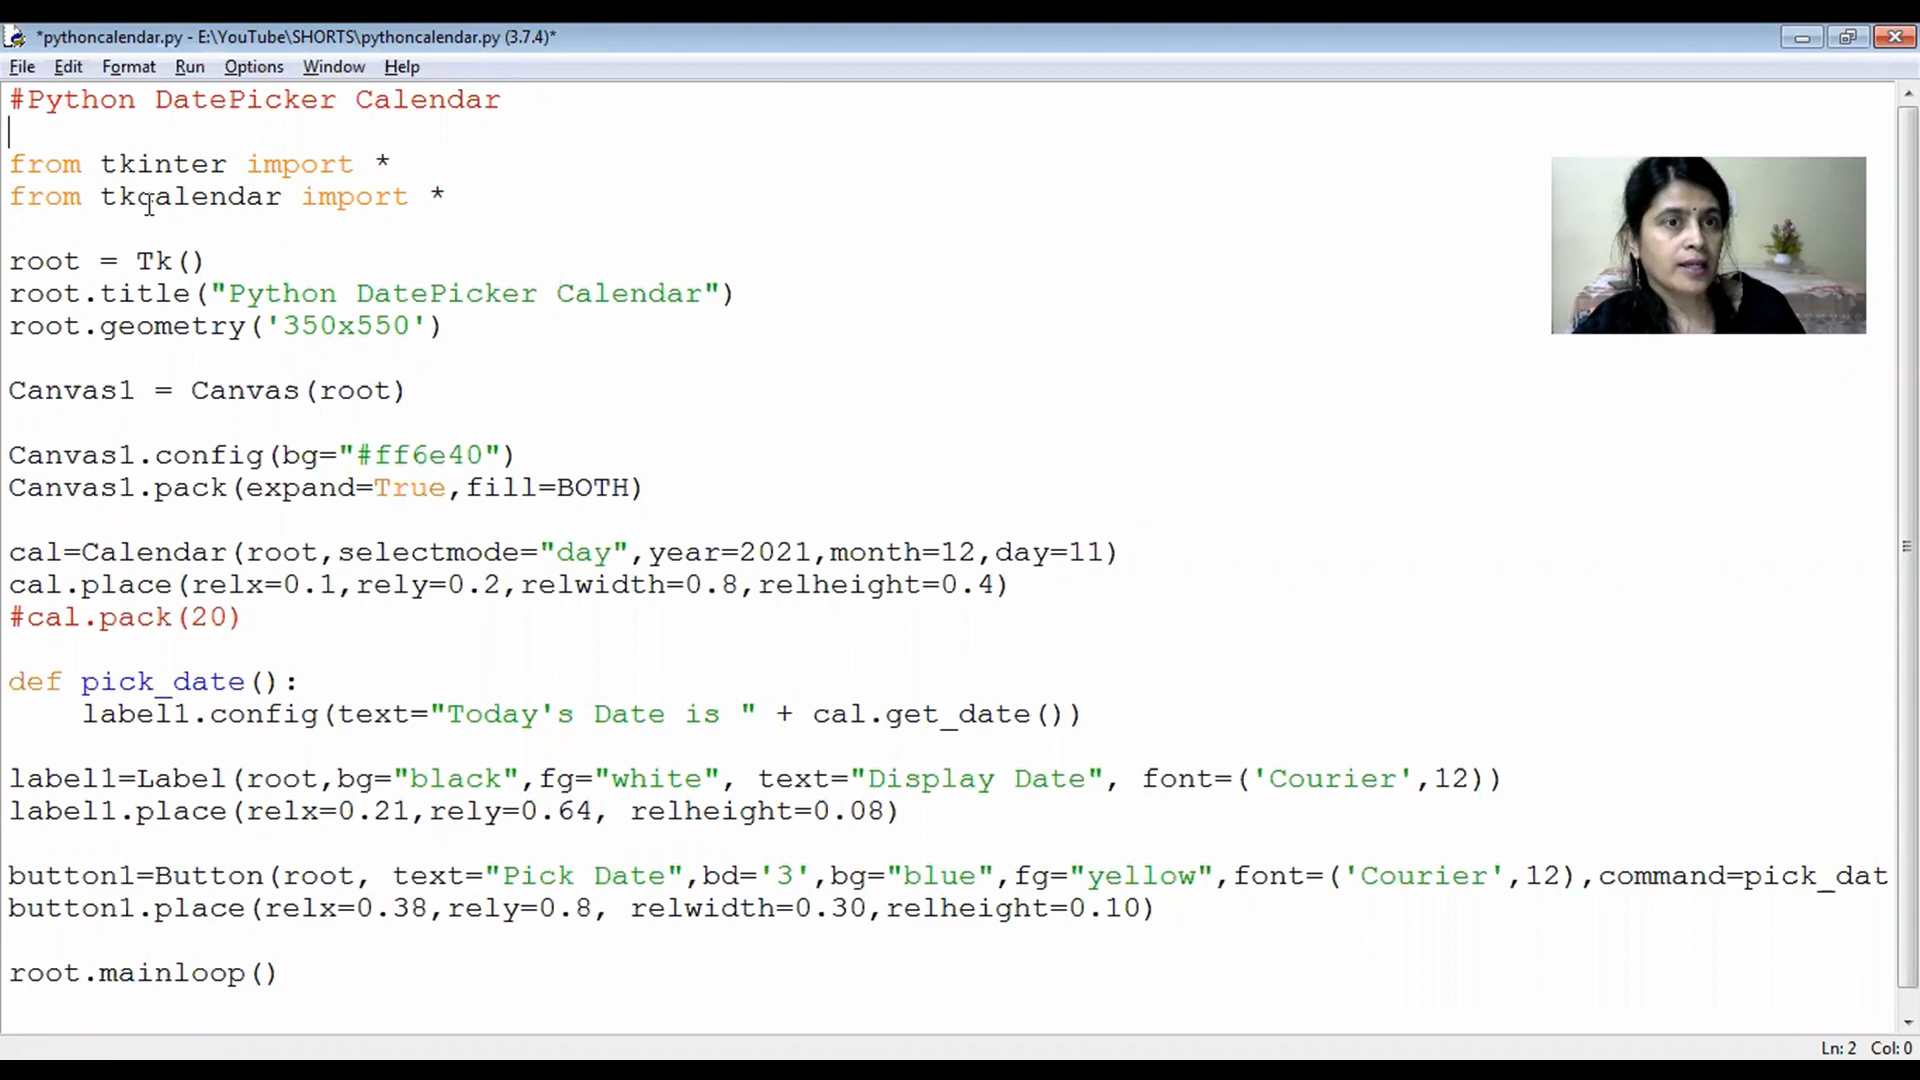 *pythoncalendar.py - E:\YouTube\SHORTS\pythoncalendar.py (3.7.4)*
File Edit Format Run Options Window Help
#Python DatePicker Calendar
from tkinter import *
from tkcalendar import *
root = Tk()
root.title("Python DatePicker Calendar")
root.geometry('350x550')
Canvas1 = Canvas(root)
Canvas1.config(bg="#ff6e40")
Canvas1.pack(expand=True,fill=BOTH)
cal=Calendar(root,selectmode="day",year=2021,month=12,day=11)
cal.place(relx=0.1,rely=0.2,relwidth=0.8,relheight=0.4)
#cal.pack(20)
def pick_date():
    label1.config(text="Today's Date is " + cal.get_date())
label1=Label(root,bg="black",fg="white", text="Display Date", font=('Courier',12))
label1.place(relx=0.21,rely=0.64, relheight=0.08)
button1=Button(root, text="Pick Date",bd='3',bg="blue",fg="yellow",font=('Courier',12),command=pick_dat
button1.place(relx=0.38,rely=0.8, relwidth=0.30,relheight=0.10)
root.mainloop()
Ln: 2 Col: 0